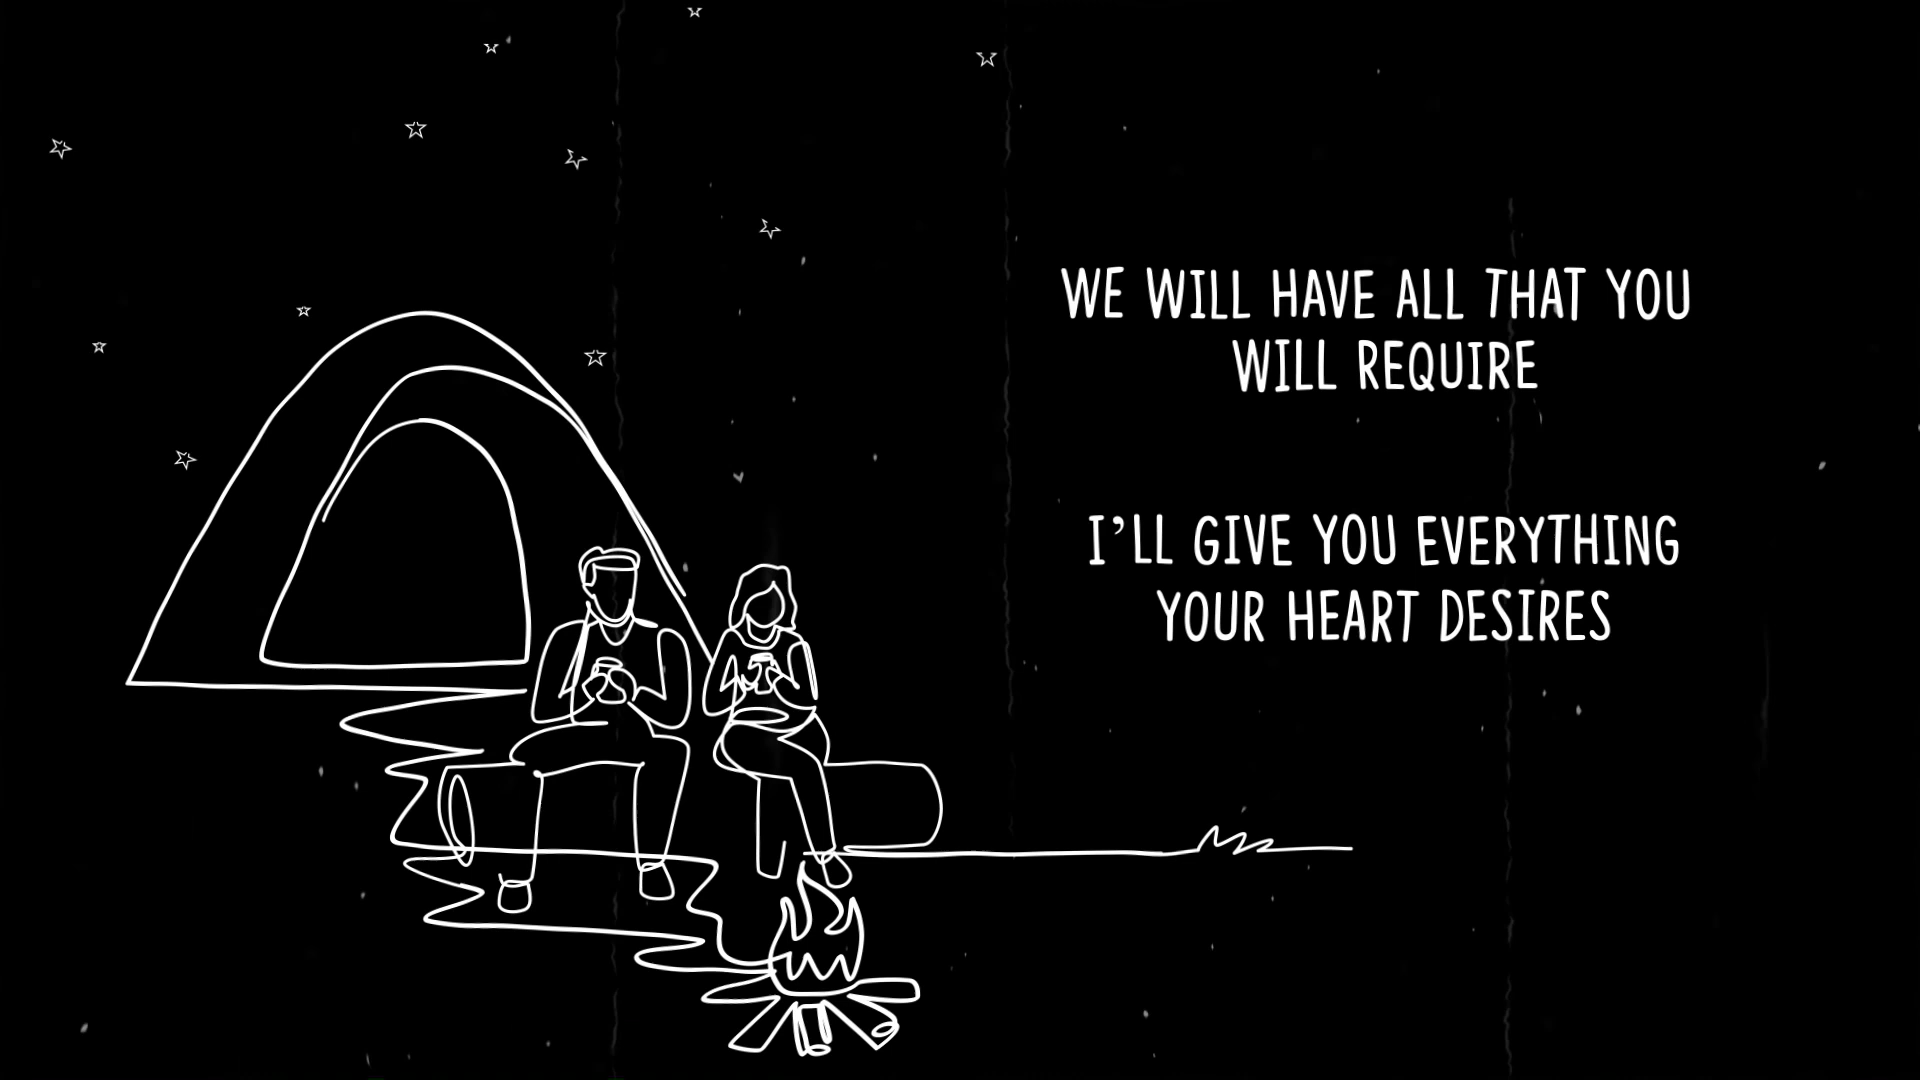 WE WILL HAVE ALL THAT YOU
WILL REQUIRE
I'LL GIVE YOU EVERYTHING
YOUR HEART DESIRES